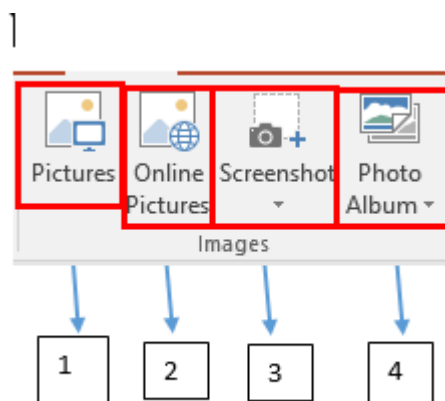 Pictures
Online
Pictures
Screenshot
Photo
Album
Images
1
2
3
4